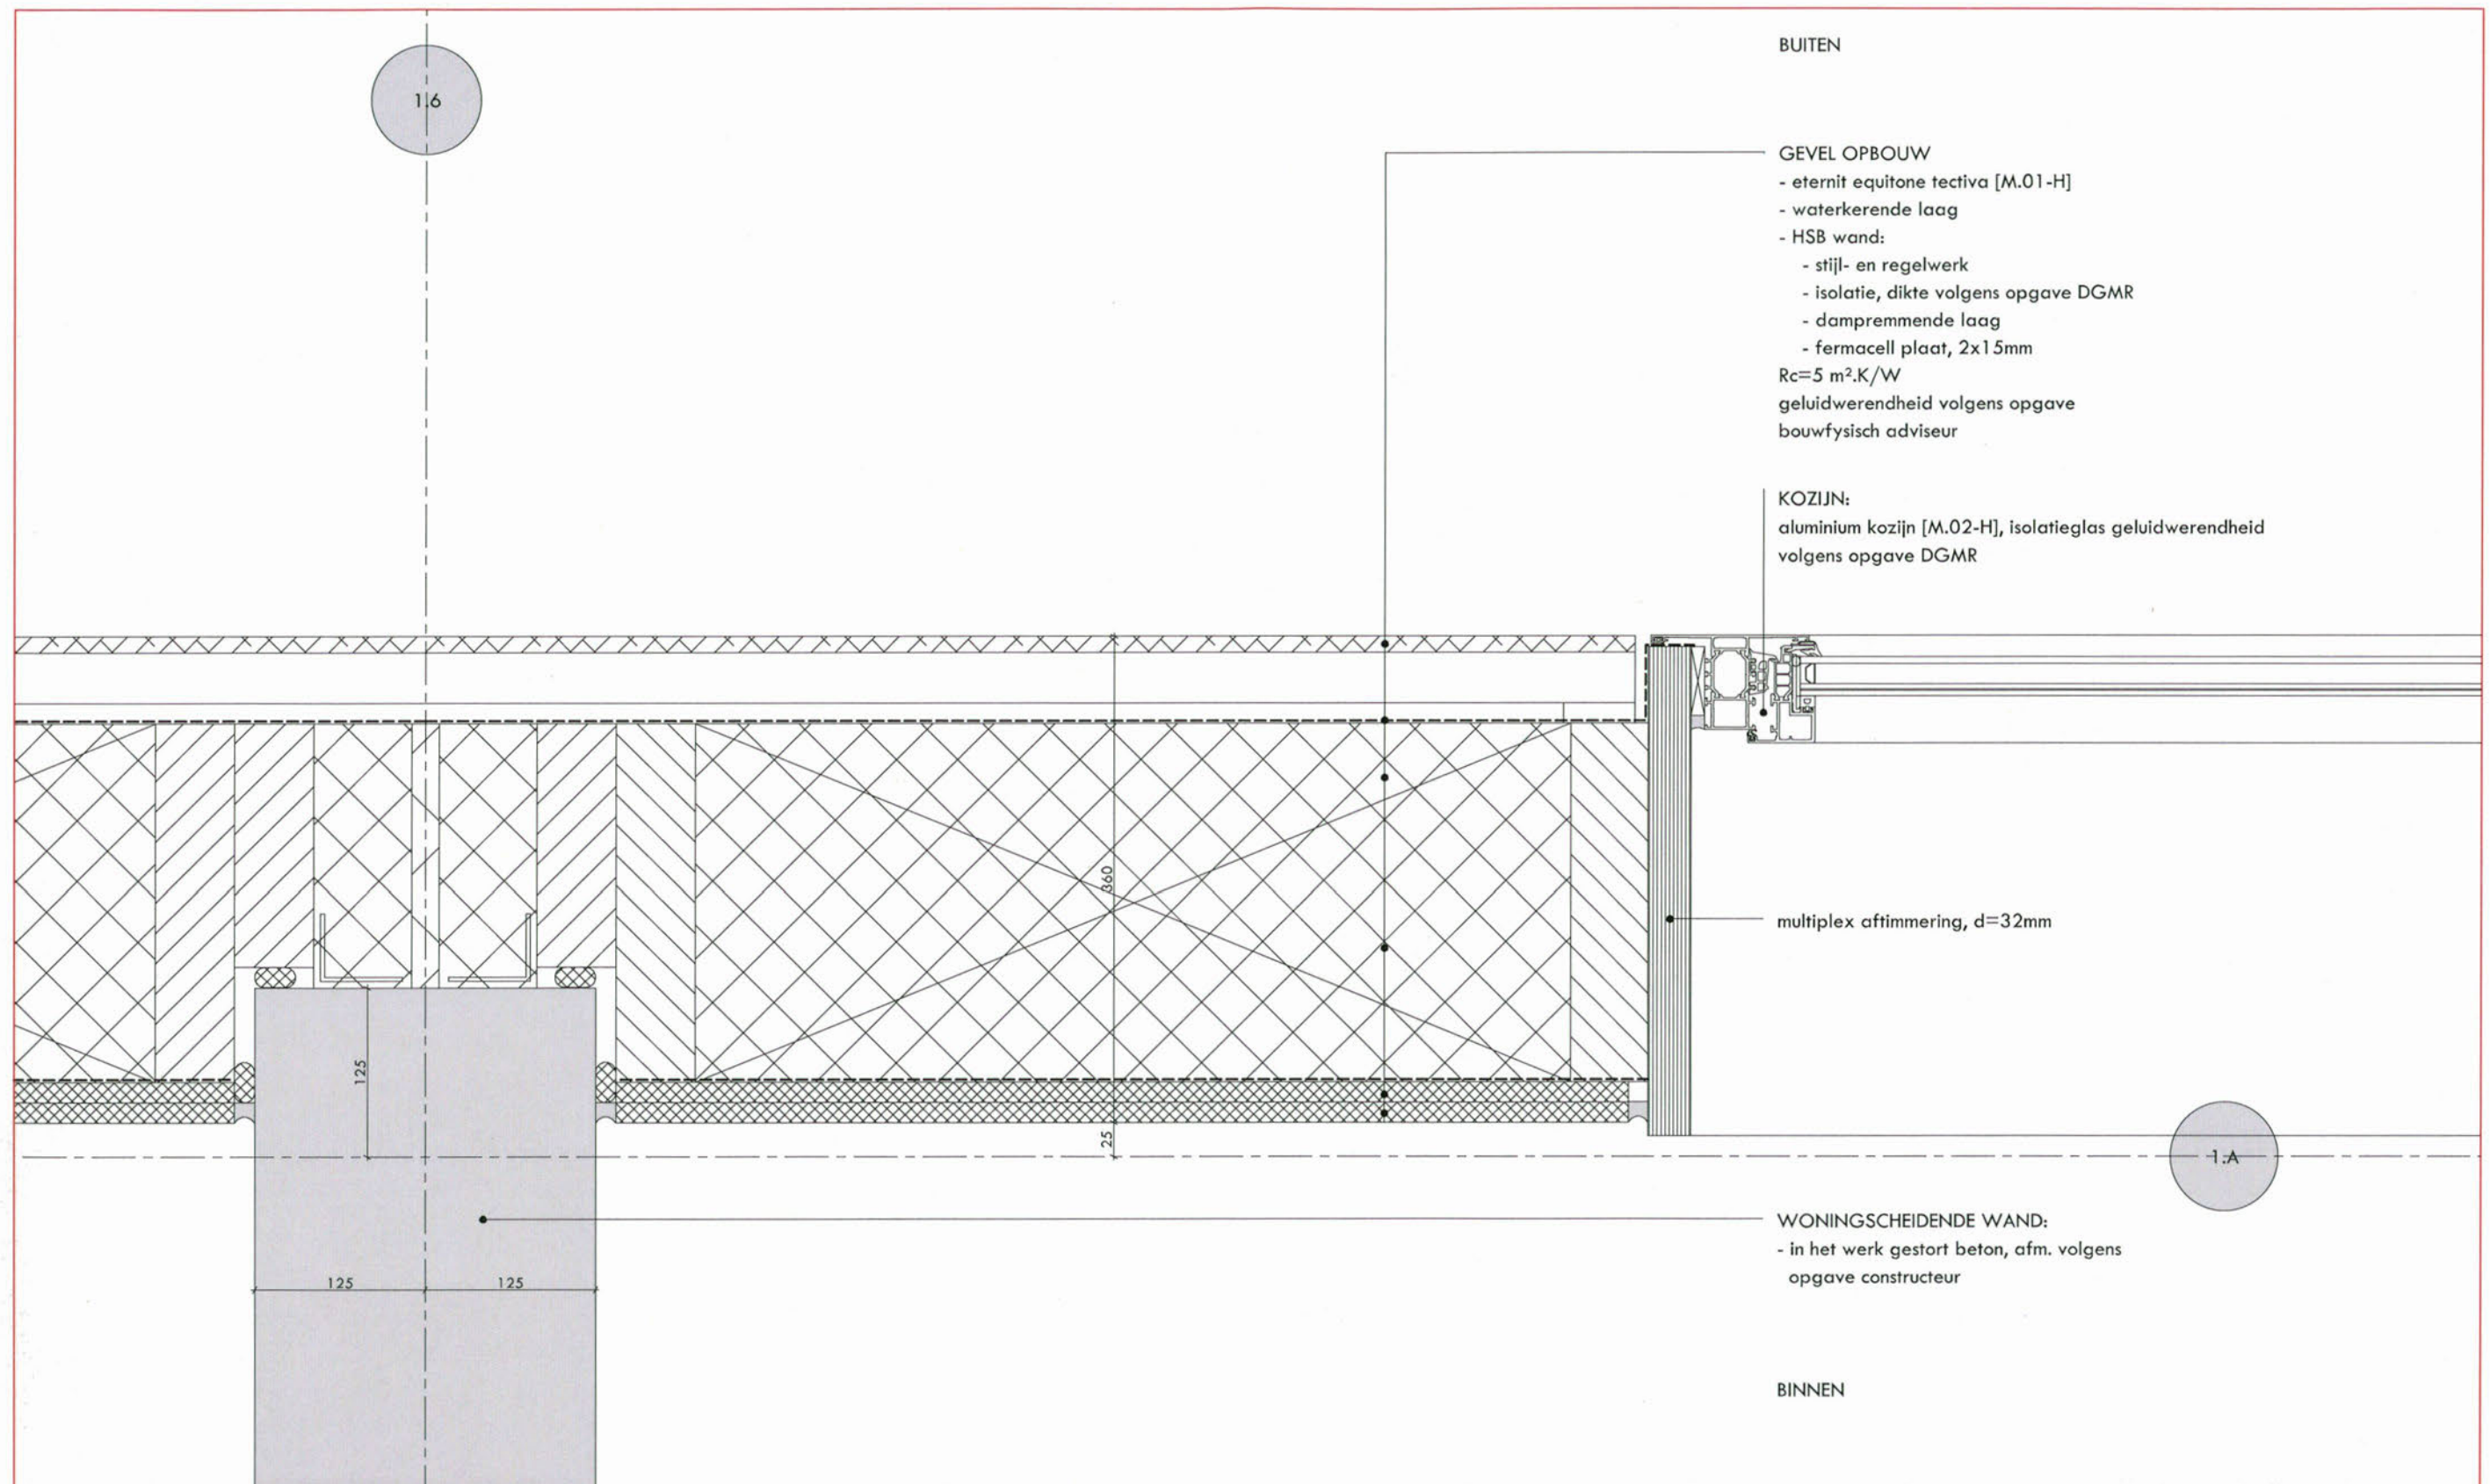 BUITEN
1.6
GEVEL OPBOUW
- eternit equitone tectiva [M.01-H]
- waterkerende laag
- HSB wand:
- stijl- en regelwerk
- isolatie, dikte volgens opgave DGMR
- dampremmende laag
- fermacell plaat, 2x15mm
Rc=5 m².K/W
geluidwerendheid volgens opgave
bouwfysisch adviseur
KOZIJN:
aluminium kozijn [M.02-H], isolatieglas geluidwerendheid
volgens opgave DGMR
360
multiplex aftimmering, d=32mm
125
25
1.A
WONINGSCHEIDENDE WAND:
- in het werk gestort beton, afm. volgens
opgave constructeur
125
125
BINNEN